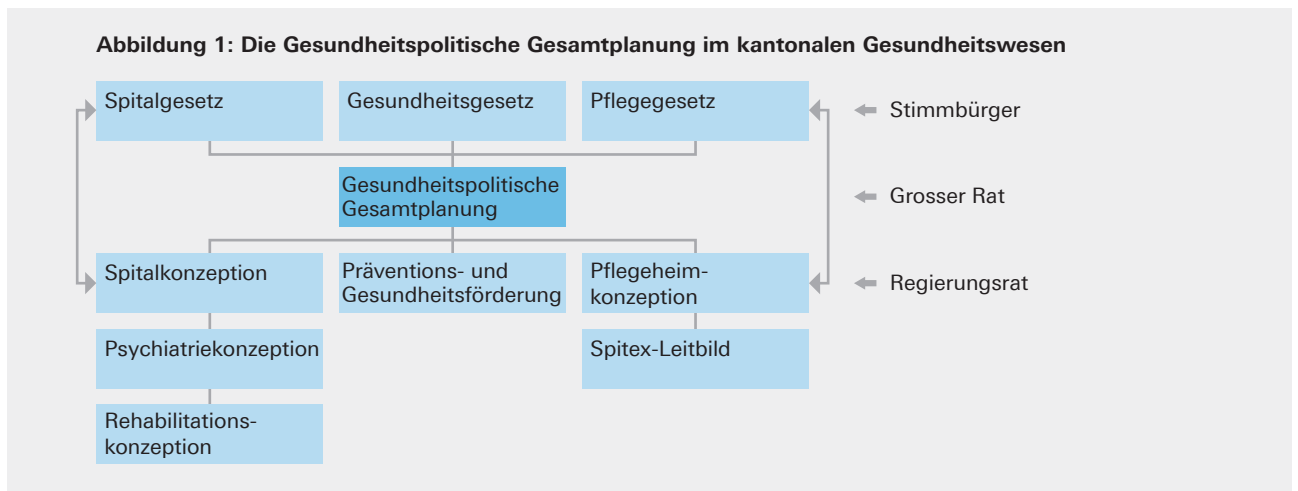 Abbildung 1: Die Gesundheitspolitische Gesamtplanung im kantonalen Gesundheitswesen
Spitalgesetz
Gesundheitsgesetz
Pflegegesetz
Stimmbürger
Gesundheitspolitische
Gesamtplanung
Grosser Rat
Spitalkonzeption
Präventions- und
Gesundheitsförderung
Pflegeheim-
konzeption
Regierungsrat
Psychiatriekonzeption
Spitex-Leitbild
Rehabilitations-
konzeption